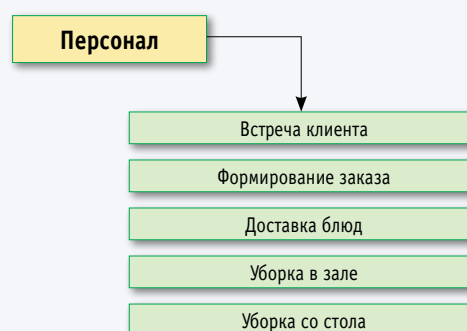 Персонал
Встреча клиента
Формирование заказа
Доставка блюд
Уборка в зале
Уборка со стола